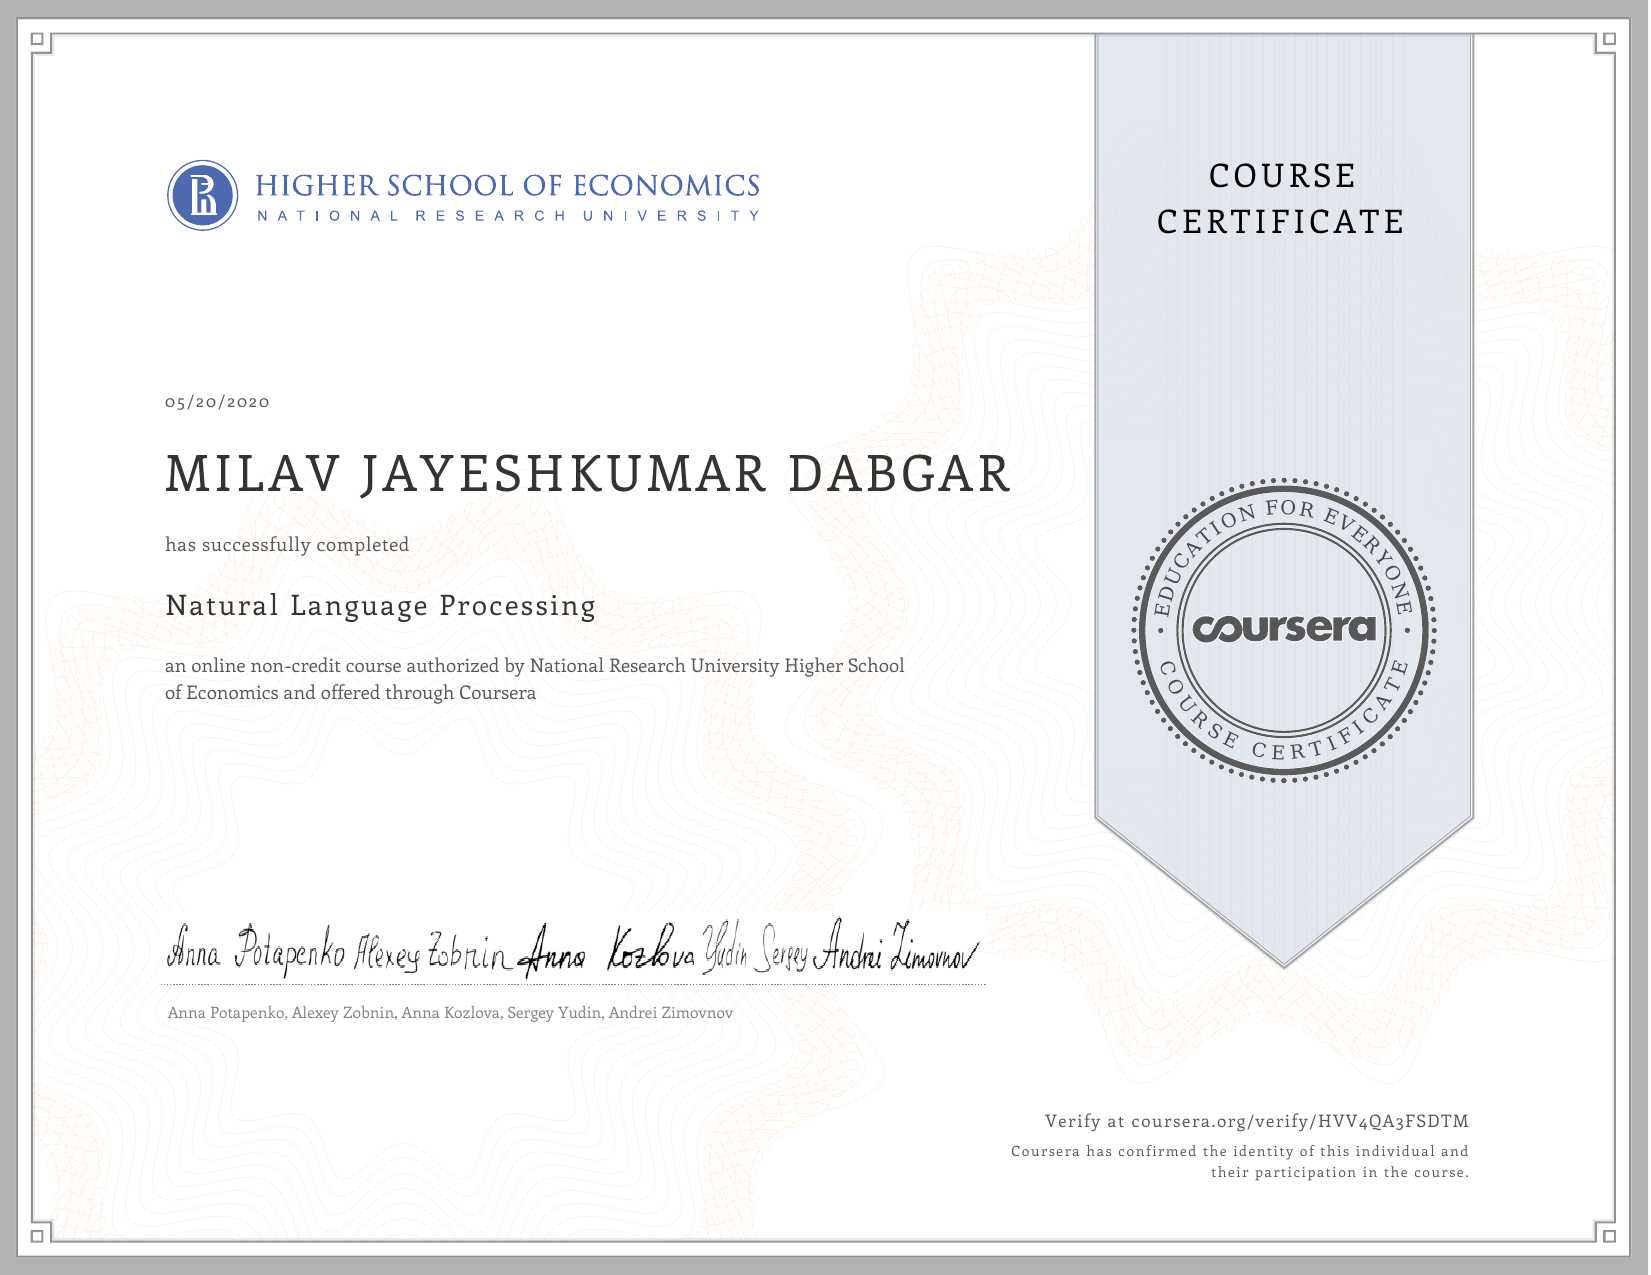 HIGHER SCHOOL OF ECONOMICS
NATIONAL RESEARCH UNIVERSITY
COURSE
CERTIFICATE
05/20/2020
MILAV JAYESHKUMAR DABGAR
has successfully completed
Natural Language Processing
an online non-credit course authorized by National Research University Higher School
of Economics and offered through Coursera
EDUCATION FOR EVERYONE
coursera
COURSE CERTIFICATE
Anna Potapenko Alexey Zobnin Anna Kozlova Yudin Sergey Andrei Zimovnov
Anna Potapenko, Alexey Zobnin, Anna Kozlova, Sergey Yudin, Andrei Zimovnov
Verify at coursera.org/verify/HVV4QA3FSDTM
Coursera has confirmed the identity of this individual and
their participation in the course.